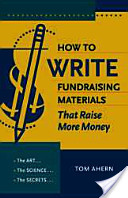 HOW TO
WRITE
FUNDRAISING
MATERIALS
That Raise
More Money
• The ART...
• The SCIENCE...
• The SECRETS...
TOM AHERN